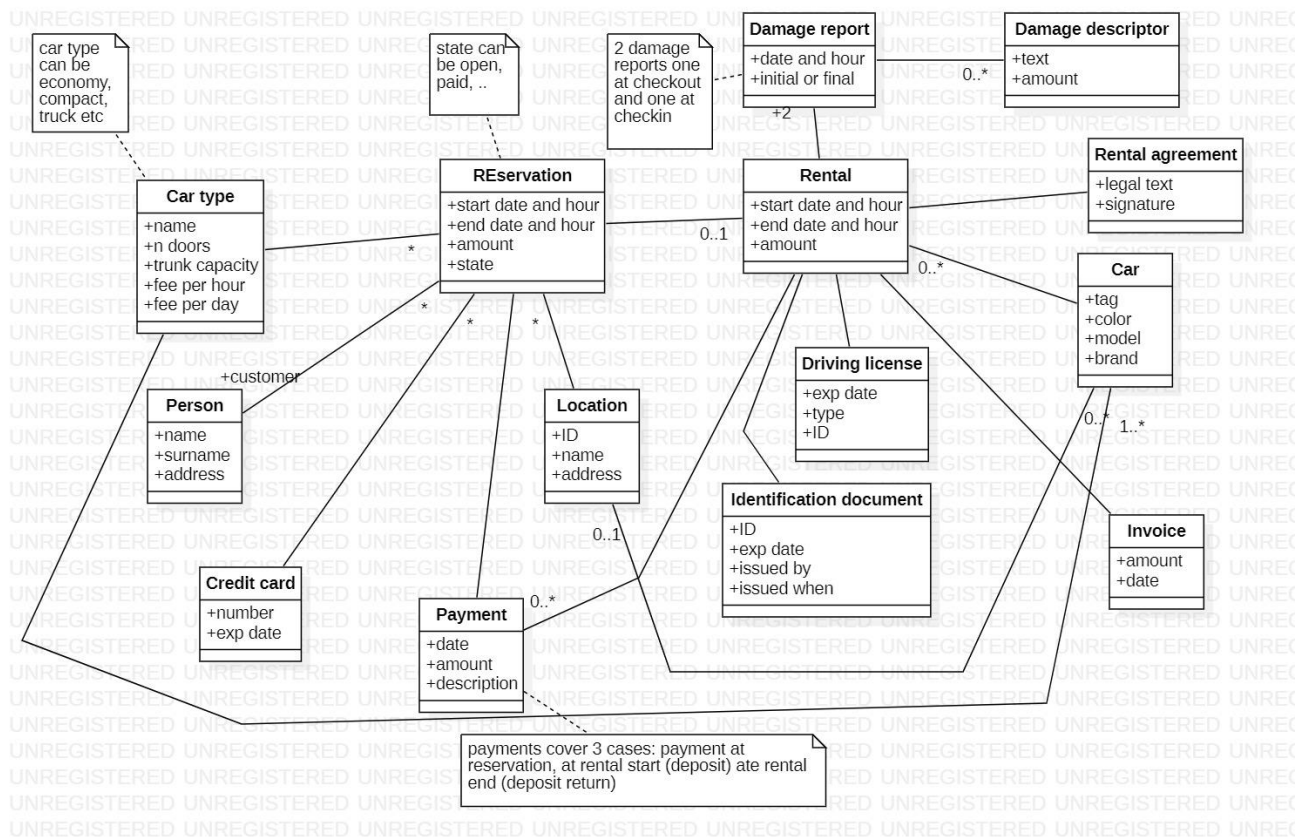 UNREGISTERED UNREGISTERED UNREGISTERED UNREGISTERED UNREGISTERED UNREGISTERED UNREGISTERED
car type
can be
economy,
compact,
truck etc
state can
be open,
paid, ..
2 damage
reports one
at checkout
and one at
checkin
Damage report
+date and hour
+initial or final
0..*
Damage descriptor
+text
+amount
+2
Car type
+name
+n doors
+trunk capacity
+fee per hour
+fee per day
*
REservation
+start date and hour
+end date and hour
+amount
+state
0..1
Rental
+start date and hour
+end date and hour
+amount
Rental agreement
+legal text
+signature
0..*
Car
+tag
+color
+model
+brand
*
*
*
+customer
Person
+name
+surname
+address
Location
+ID
+name
+address
Driving license
+exp date
+type
+ID
0..*
1..*
Identification document
+ID
+exp date
+issued by
+issued when
0..1
Invoice
+amount
+date
Credit card
+number
+exp date
0..*
Payment
+date
+amount
+description
payments cover 3 cases: payment at
reservation, at rental start (deposit) ate rental
end (deposit return)